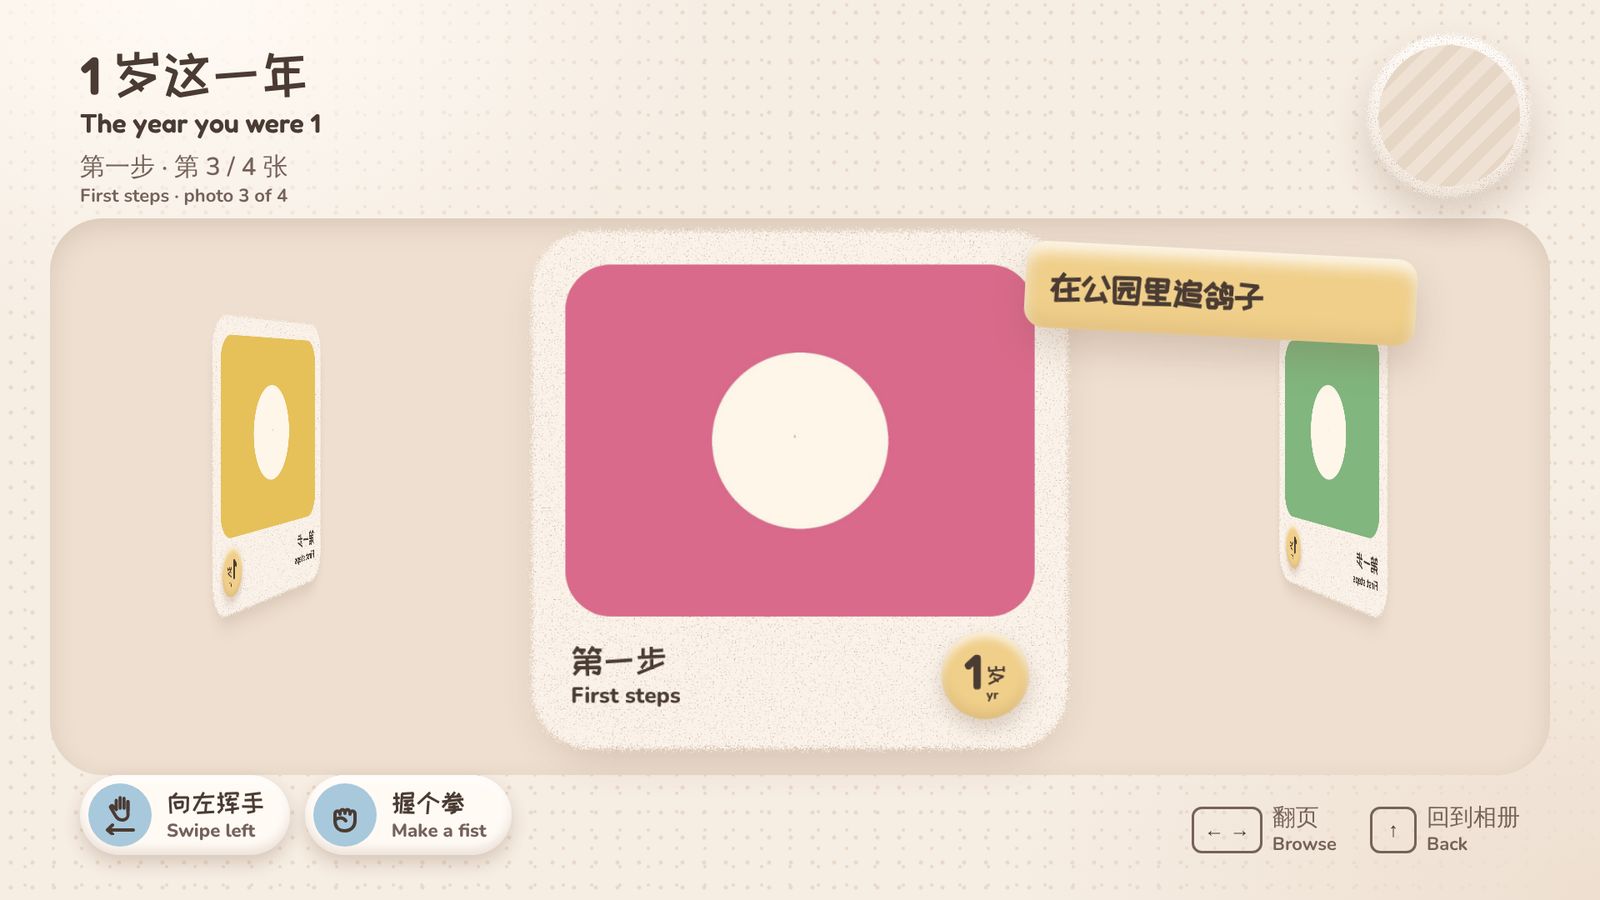 1 岁这一年
The year you were 1
第一步 · 第 3 / 4 张
First steps · photo 3 of 4
在公园里追鸽子
第一步
First steps
1 岁
yr
向左挥手
Swipe left
握个拳
Make a fist
← →
翻页
Browse
↑
回到相册
Back